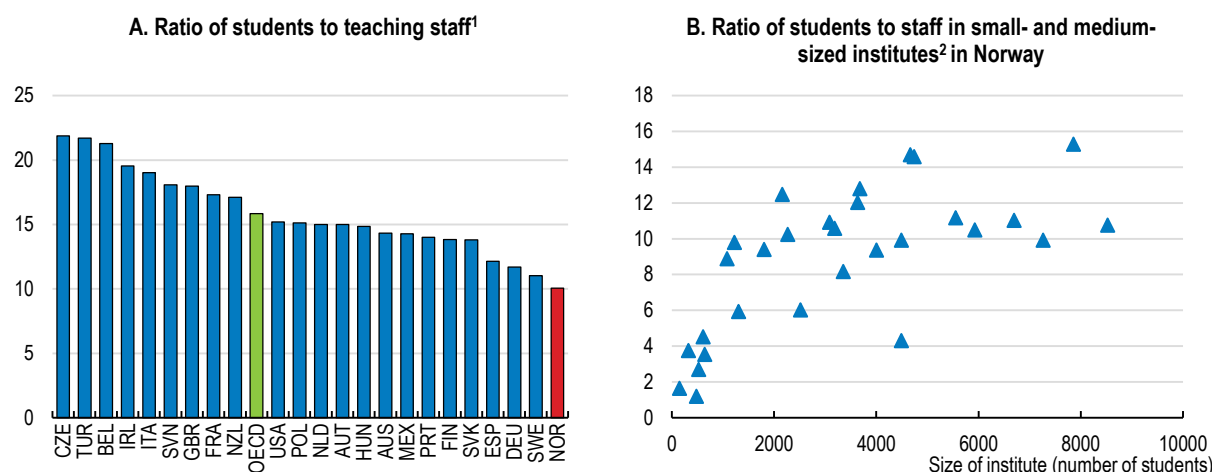 A. Ratio of students to teaching staff¹
25
20
15
10
5
0
CZE
TUR
BEL
IRL
ITA
SVN
GBR
FRA
NZL
OECD
USA
POL
NLD
AUT
HUN
AUS
MEX
PRT
FIN
SVK
ESP
DEU
SWE
NOR
B. Ratio of students to staff in small- and medium-
sized institutes² in Norway
18
16
14
12
10
8
6
4
2
0
0 2000 4000 6000 8000 10000
Size of institute (number of students)